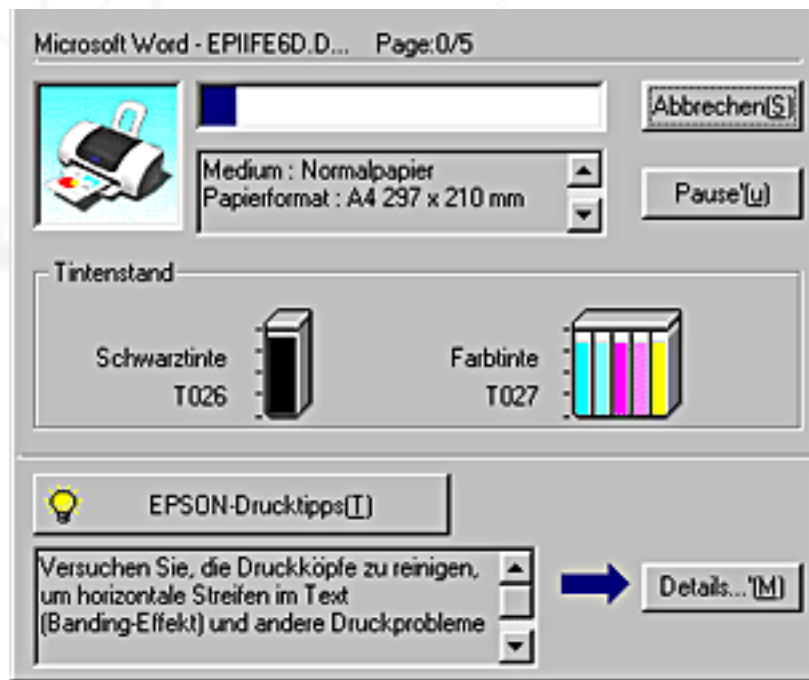 Microsoft Word - EPIIFE6D.D... Page:0/5
Abbrechen(S)
Medium : Normalpapier
Papierformat : A4 297 x 210 mm
Pause'(u)
Tintenstand
Schwarztinte
T026
Farbtinte
T027
EPSON-Drucktipps(T)
Versuchen Sie, die Druckköpfe zu reinigen,
um horizontale Streifen im Text
(Banding-Effekt) und andere Druckprobleme
Details...'(M)